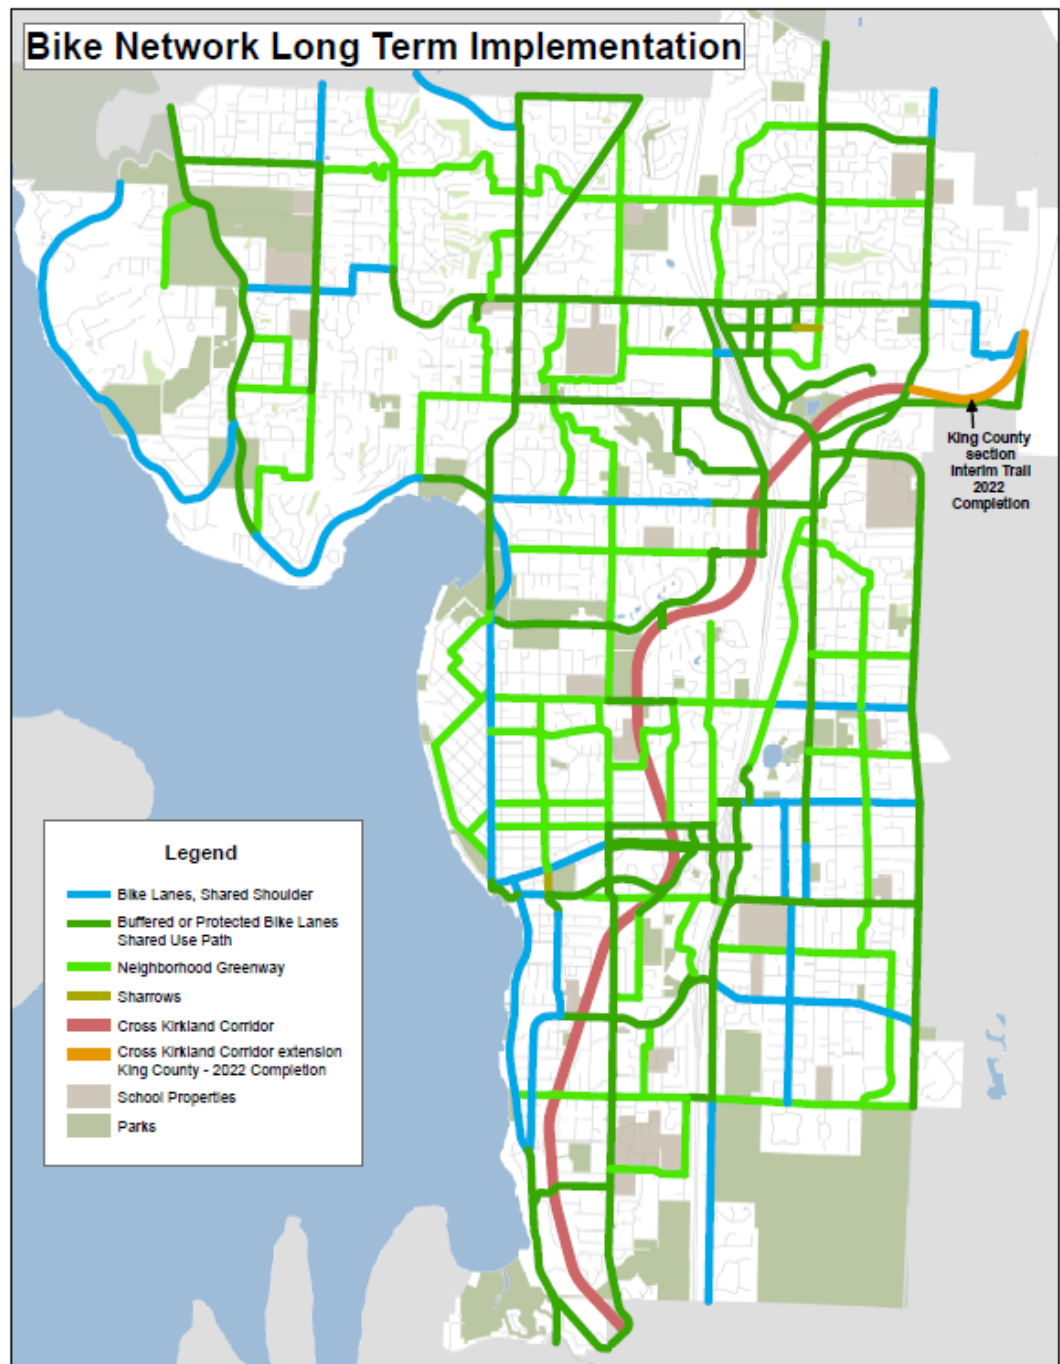 Bike Network Long Term Implementation
King County
section
Interim Trail
2022
Completion
Legend
Bike Lanes, Shared Shoulder
Buffered or Protected Bike Lanes
Shared Use Path
Neighborhood Greenway
Sharrows
Cross Kirkland Corridor
Cross Kirkland Corridor extension
King County - 2022 Completion
School Properties
Parks